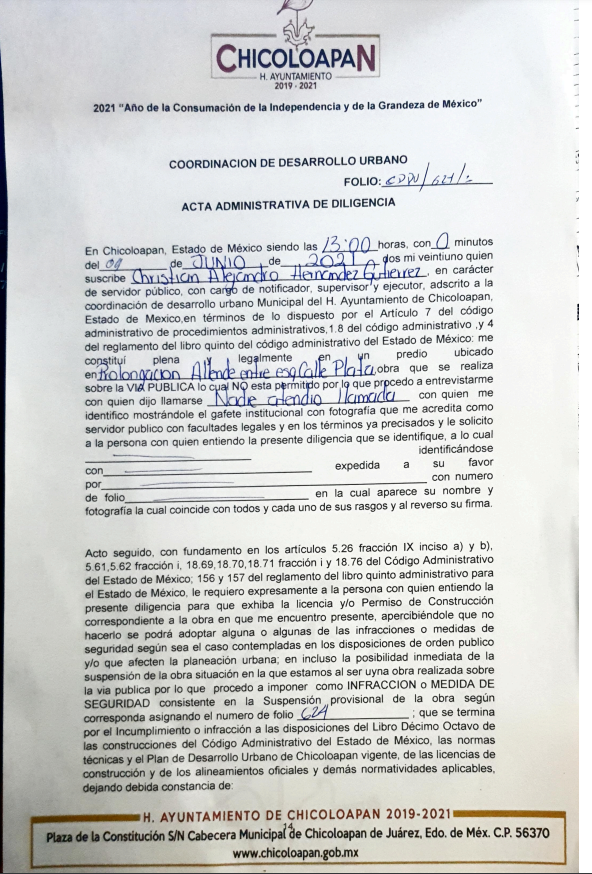 CHICOLOAPAN
H. AYUNTAMIENTO
2019 - 2021
2021 "Año de la Consumación de la Independencia y de la Grandeza de México"
COORDINACION DE DESARROLLO URBANO
FOLIO:
ACTA ADMINISTRATIVA DE DILIGENCIA
En Chicoloapan, Estado de México siendo las 13:00 horas, con 0 minutos
del 09 de JUNIO de 2021 dos mi veintiuno quien
suscribe Christian Alejandro Hernandez Gutierrez, en carácter
de servidor público, con cargo de notificador, supervisor y ejecutor, adscrito a la
coordinación de desarrollo urbano Municipal del H. Ayuntamiento de Chicoloapan,
Estado de Mexico,en términos de lo dispuesto por el Artículo 7 del código
administrativo de procedimientos administrativos,1.8 del código administrativo ,y 4
del reglamento del libro quinto del código administrativo del Estado de México: me
constituí plena y legalmente en un predio ubicado
en Prolongacion Allende entre esq Calle Plata,obra que se realiza
sobre la VIA PUBLICA lo cual NO esta permitido por lo que procedo a entrevistarme
con quien dijo llamarse Nadie atendio llamada con quien me
identifico mostrándole el gafete institucional con fotografía que me acredita como
servidor publico con facultades legales y en los términos ya precisados y le solicito
a la persona con quien entiendo la presente diligencia que se identifique, a lo cual
identificándose
con expedida a su favor
por con numero
de folio en la cual aparece su nombre y
fotografía la cual coincide con todos y cada uno de sus rasgos y al reverso su firma.
Acto seguido, con fundamento en los artículos 5.26 fracción IX inciso a) y b),
5.61,5.62 fracción i, 18.69,18.70,18.71 fracción i y 18.76 del Código Administrativo
del Estado de México; 156 y 157 del reglamento del libro quinto administrativo para
el Estado de México, le requiero expresamente a la persona con quien entiendo la
presente diligencia para que exhiba la licencia y/o Permiso de Construcción
correspondiente a la obra en que me encuentro presente, apercibiéndole que no
hacerlo se podrá adoptar alguna o algunas de las infracciones o medidas de
seguridad según sea el caso contempladas en los disposiciones de orden publico
y/o que afecten la planeación urbana; en incluso la posibilidad inmediata de la
suspensión de la obra situación en la que estamos al ser uyna obra realizada sobre
la via publica por lo que procedo a imponer como INFRACCION o MEDIDA DE
SEGURIDAD consistente en la Suspensión provisional de la obra según
corresponda asignando el numero de folio 624 ; que se termina
por el Incumplimiento o infracción a las disposiciones del Libro Décimo Octavo de
las construcciones del Código Administrativo del Estado de México, las normas
técnicas y el Plan de Desarrollo Urbano de Chicoloapan vigente, de las licencias de
construcción y de los alineamientos oficiales y demás normatividades aplicables,
dejando debida constancia de:
H. AYUNTAMIENTO DE CHICOLOAPAN 2019-2021
14
Plaza de la Constitución S/N Cabecera Municipal de Chicoloapan de Juárez, Edo. de Méx. C.P. 56370
www.chicoloapan.gob.mx